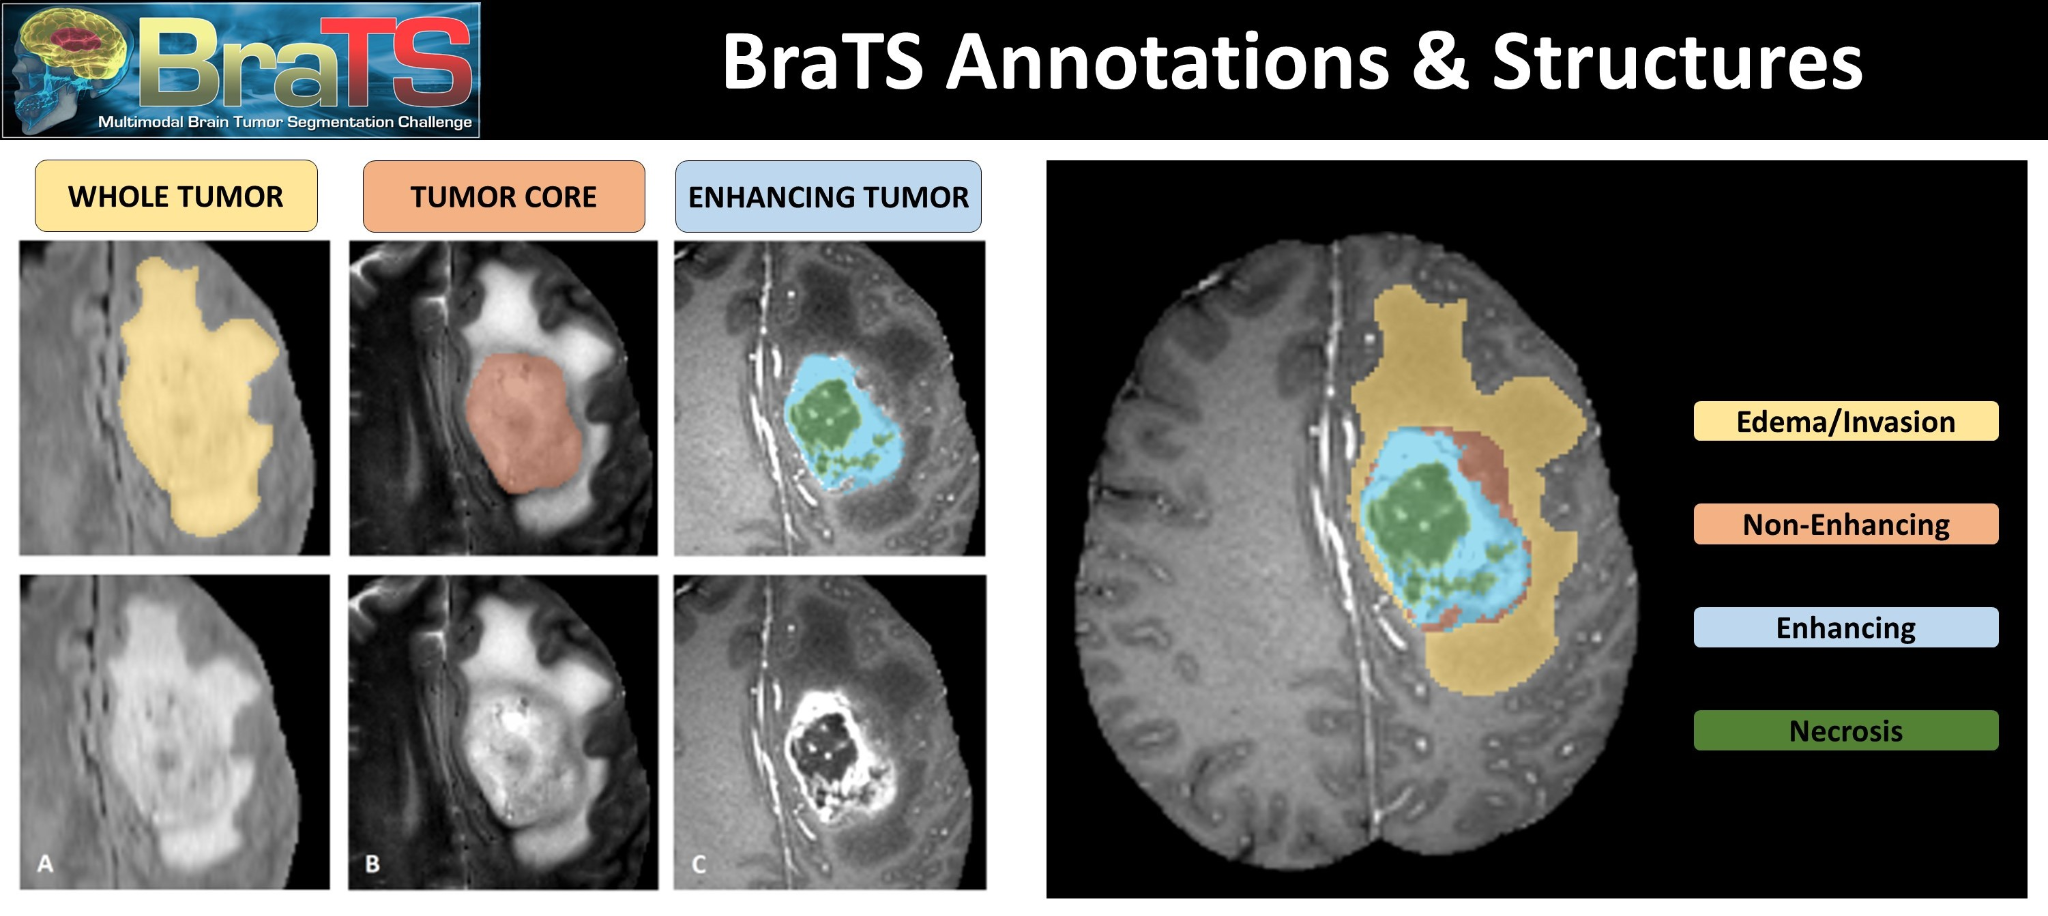 BraTS
Multimodal Brain Tumor Segmentation Challenge
BraTS Annotations & Structures
WHOLE TUMOR
TUMOR CORE
ENHANCING TUMOR
A
B
C
Edema/Invasion
Non-Enhancing
Enhancing
Necrosis